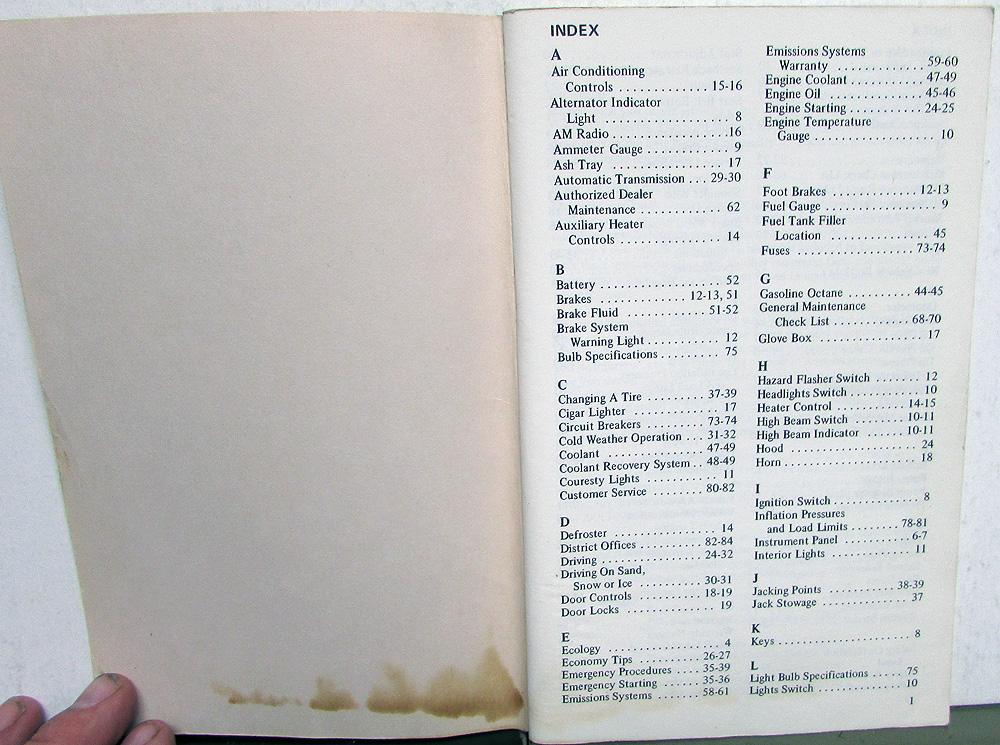 INDEX
A
Air Conditioning
Controls . . . . . . . . . . . . 15-16
Alternator Indicator
Light . . . . . . . . . . . . . . . . 8
AM Radio . . . . . . . . . . . . . . 16
Ammeter Gauge . . . . . . . . . . . 9
Ash Tray . . . . . . . . . . . . . . . 17
Automatic Transmission . . . 29-30
Authorized Dealer
Maintenance . . . . . . . . . . . 62
Auxiliary Heater
Controls . . . . . . . . . . . . . 14
B
Battery . . . . . . . . . . . . . . . . 52
Brakes . . . . . . . . . . . . . 12-13, 51
Brake Fluid . . . . . . . . . . . 51-52
Brake System
Warning Light . . . . . . . . . . 12
Bulb Specifications . . . . . . . . 75
C
Changing A Tire . . . . . . . . 37-39
Cigar Lighter . . . . . . . . . . . . 17
Circuit Breakers . . . . . . . . 73-74
Cold Weather Operation . . . 31-32
Coolant . . . . . . . . . . . . . 47-49
Coolant Recovery System . . 48-49
Couresty Lights . . . . . . . . . . 11
Customer Service . . . . . . . 80-82
D
Defroster . . . . . . . . . . . . . . 14
District Offices . . . . . . . . . 82-84
Driving . . . . . . . . . . . . . . 24-32
Driving On Sand,
Snow or Ice . . . . . . . . . 30-31
Door Controls . . . . . . . . . 18-19
Door Locks . . . . . . . . . . . . . 19
E
Ecology . . . . . . . . . . . . . . . . 4
Economy Tips . . . . . . . . . 26-27
Emergency Procedures . . . . 35-39
Emergency Starting . . . . . . 35-36
Emissions Systems . . . . . . . 58-61
Emissions Systems
Warranty . . . . . . . . . . . . 59-60
Engine Coolant . . . . . . . . . . 47-49
Engine Oil . . . . . . . . . . . . . 45-46
Engine Starting . . . . . . . . . . 24-25
Engine Temperature
Gauge . . . . . . . . . . . . . . . . 10
F
Foot Brakes . . . . . . . . . . . . 12-13
Fuel Gauge . . . . . . . . . . . . . . . 9
Fuel Tank Filler
Location . . . . . . . . . . . . . . 45
Fuses . . . . . . . . . . . . . . . 73-74
G
Gasoline Octane . . . . . . . . . 44-45
General Maintenance
Check List . . . . . . . . . . . 68-70
Glove Box . . . . . . . . . . . . . . 17
H
Hazard Flasher Switch . . . . . . . 12
Headlights Switch . . . . . . . . . . 10
Heater Control . . . . . . . . . . 14-15
High Beam Switch . . . . . . . . 10-11
High Beam Indicator . . . . . . 10-11
Hood . . . . . . . . . . . . . . . . . 24
Horn . . . . . . . . . . . . . . . . . 18
I
Ignition Switch . . . . . . . . . . . . 8
Inflation Pressures
and Load Limits . . . . . . . . 78-81
Instrument Panel . . . . . . . . . . 6-7
Interior Lights . . . . . . . . . . . . 11
J
Jacking Points . . . . . . . . . . 38-39
Jack Stowage . . . . . . . . . . . . 37
K
Keys . . . . . . . . . . . . . . . . . . 8
L
Light Bulb Specifications . . . . . 75
Lights Switch . . . . . . . . . . . . 10
1